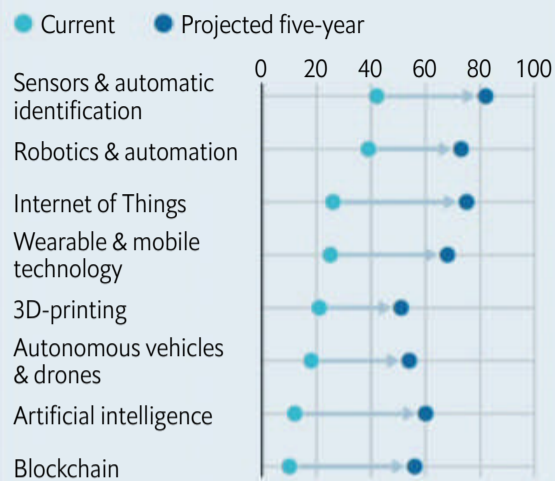 Current Projected five-year
0 20 40 60 80 100
Sensors & automatic
identification
Robotics & automation
Internet of Things
Wearable & mobile
technology
3D-printing
Autonomous vehicles
& drones
Artificial intelligence
Blockchain